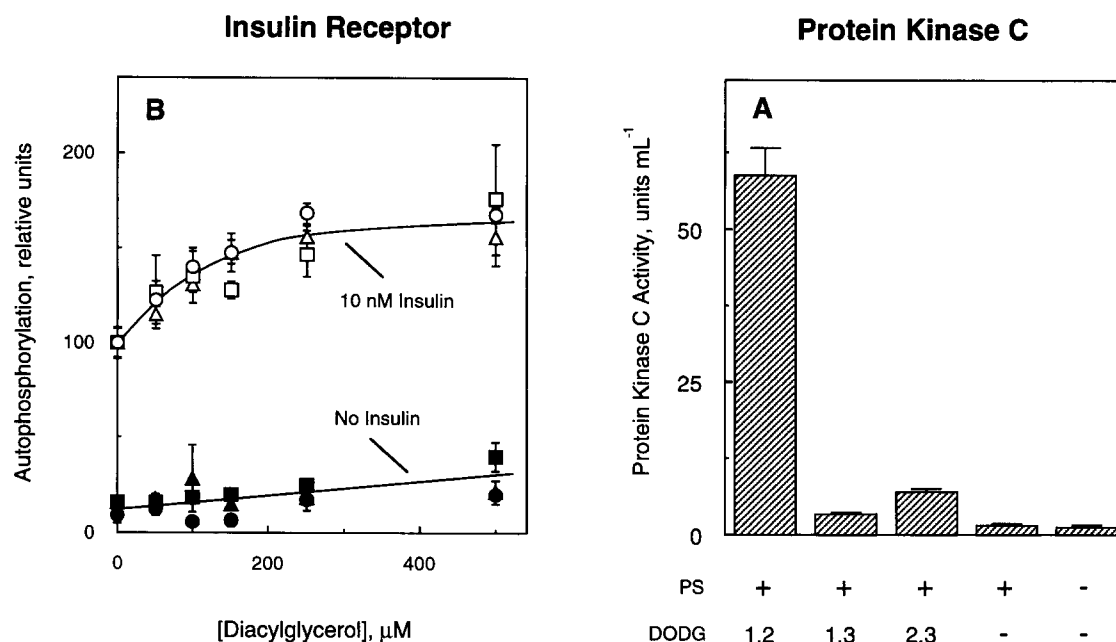 Insulin Receptor
B
Autophosphorylation, relative units
200
100
0
10 nM Insulin
No Insulin
0
200
400
[Diacylglycerol], μM
Protein Kinase C
A
Protein Kinase C Activity, units mL⁻¹
50
25
0
PS + + + + -
DODG 1,2 1,3 2,3 - -